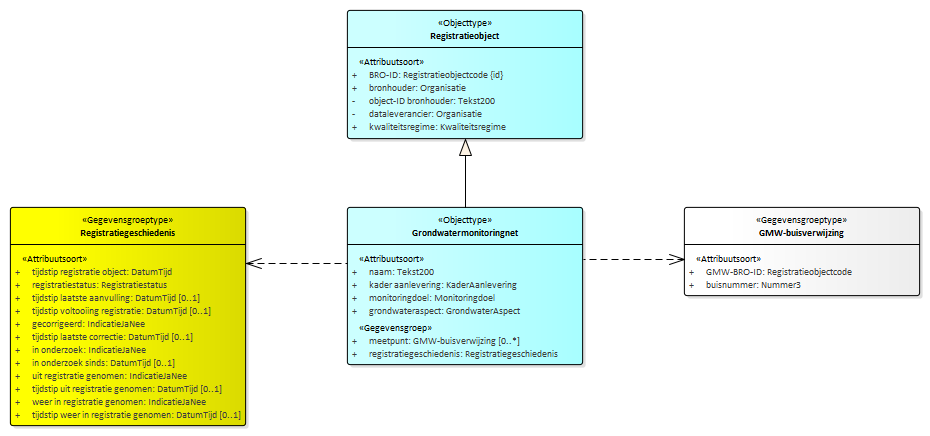 «Objecttype»
Registratieobject
«Attribuutsoort»
+ BRO-ID: Registratieobjectcode {id}
+ bronhouder: Organisatie
- object-ID bronhouder: Tekst200
- dataleverancier: Organisatie
+ kwaliteitsregime: Kwaliteitsregime
«Gegevensgroeptype»
Registratiegeschiedenis
«Attribuutsoort»
+ tijdstip registratie object: DatumTijd
+ registratiestatus: Registratiestatus
+ tijdstip laatste aanvulling: DatumTijd [0..1]
+ tijdstip voltooiing registratie: DatumTijd [0..1]
+ gecorrigeerd: IndicatieJaNee
+ tijdstip laatste correctie: DatumTijd [0..1]
+ in onderzoek: IndicatieJaNee
+ in onderzoek sinds: DatumTijd [0..1]
+ uit registratie genomen: IndicatieJaNee
+ tijdstip uit registratie genomen: DatumTijd [0..1]
+ weer in registratie genomen: IndicatieJaNee
+ tijdstip weer in registratie genomen: DatumTijd [0..1]
«Objecttype»
Grondwatermonitoringnet
«Attribuutsoort»
+ naam: Tekst200
+ kader aanlevering: KaderAanlevering
+ monitoringdoel: Monitoringdoel
+ grondwateraspect: GrondwaterAspect
«Gegevensgroep»
+ meetpunt: GMW-buisverwijzing [0..*]
+ registratiegeschiedenis: Registratiegeschiedenis
«Gegevensgroeptype»
GMW-buisverwijzing
«Attribuutsoort»
+ GMW-BRO-ID: Registratieobjectcode
+ buisnummer: Nummer3